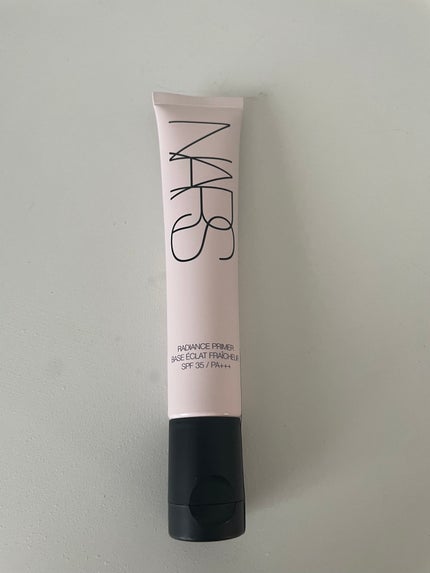 NARS
RADIANCE PRIMER
BASE ÉCLAT FRAÎCHEUR
SPF 35 / PA+++